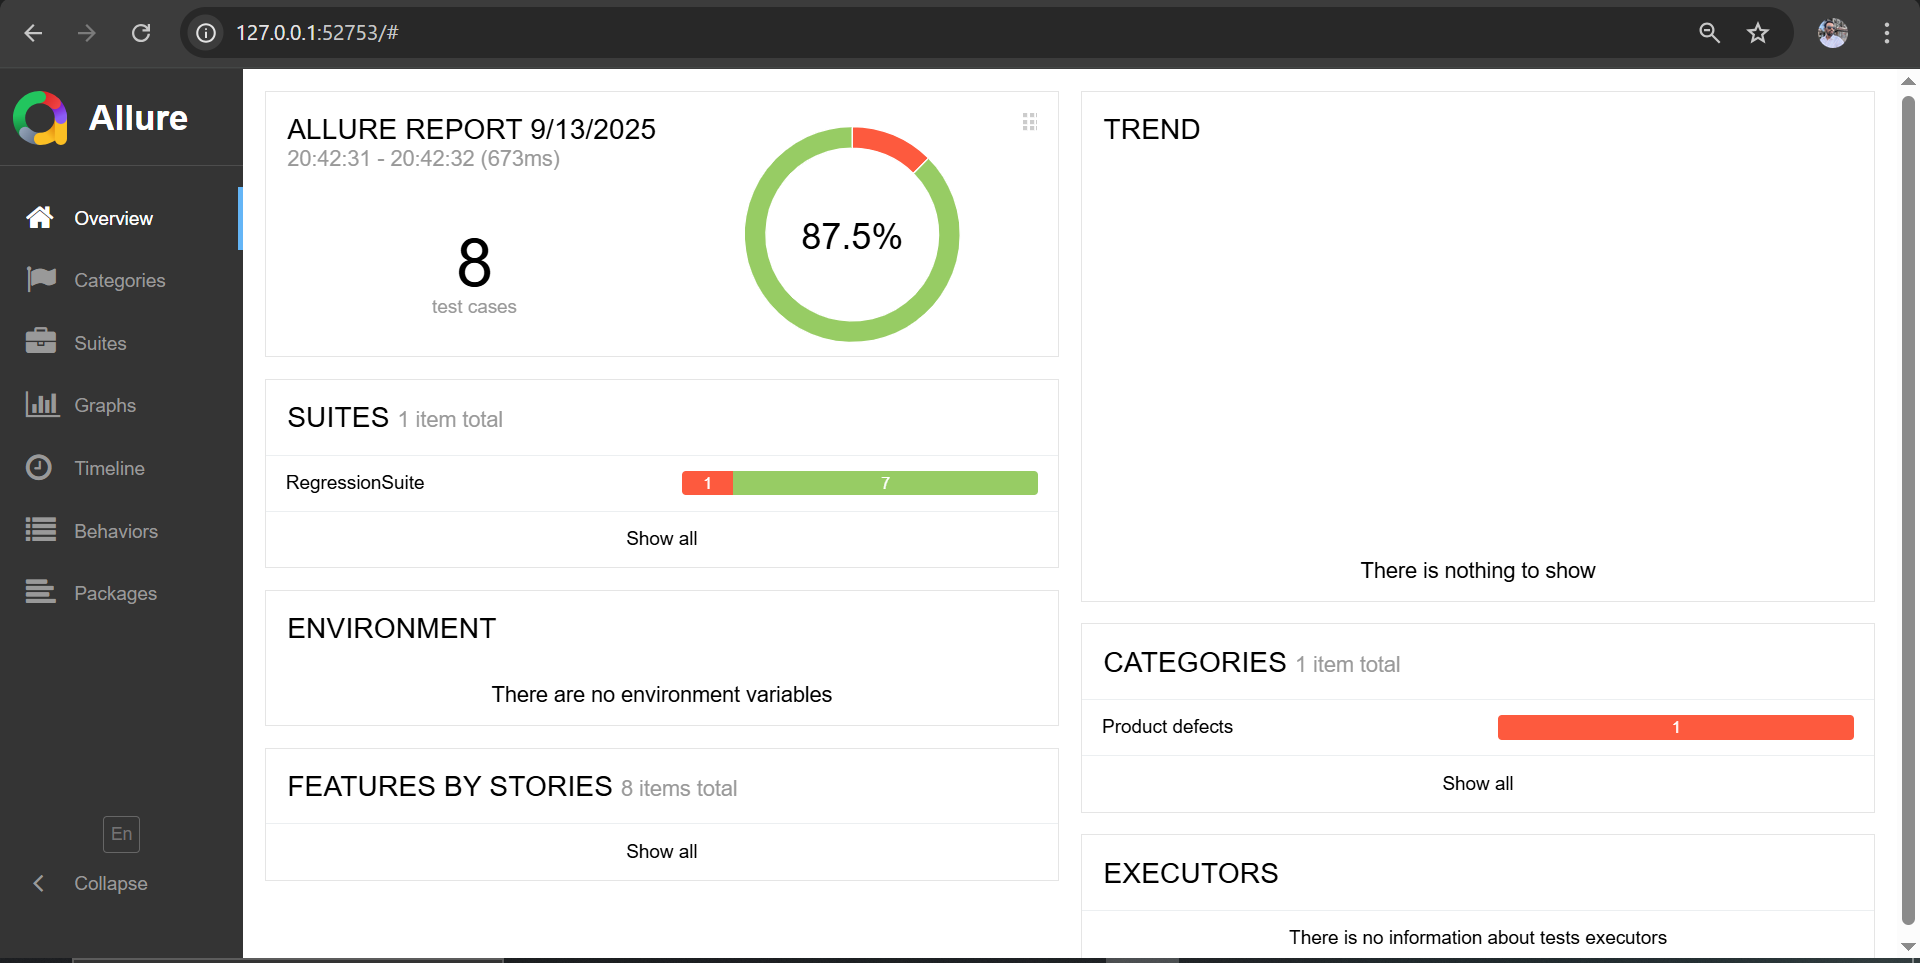 127.0.0.1:52753/#
Allure
Overview
Categories
Suites
Graphs
Timeline
Behaviors
Packages
En
Collapse
ALLURE REPORT 9/13/2025
20:42:31 - 20:42:32 (673ms)
8
test cases
87.5%
SUITES 1 item total
RegressionSuite 1 7
Show all
ENVIRONMENT
There are no environment variables
FEATURES BY STORIES 8 items total
Show all
TREND
There is nothing to show
CATEGORIES 1 item total
Product defects 1
Show all
EXECUTORS
There is no information about tests executors